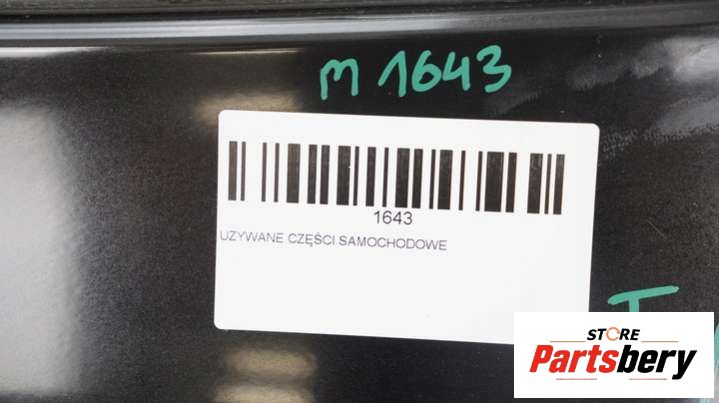 m 1643
1643
UZYWANE CZĘŚCI SAMOCHODOWE
STORE
Partsbery